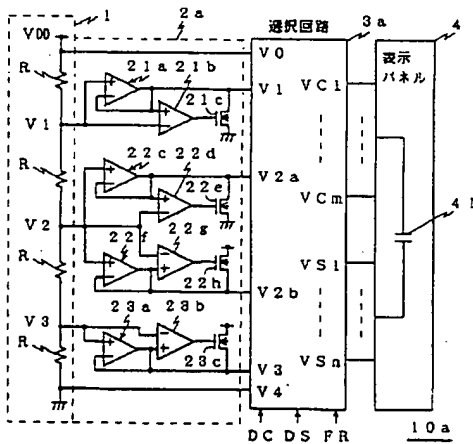 1
2a
選択回路
3a
4
VDD
V0
表示
パネル
R
21a
21b
V1
VC1
V1
21c
R
22c
22d
V2a
VCm
41
22e
V2
22f
22g
VS1
R
22h
V2b
23a
23b
V3
VSn
R
23c
V3
V4
10a
DC
DS
FR